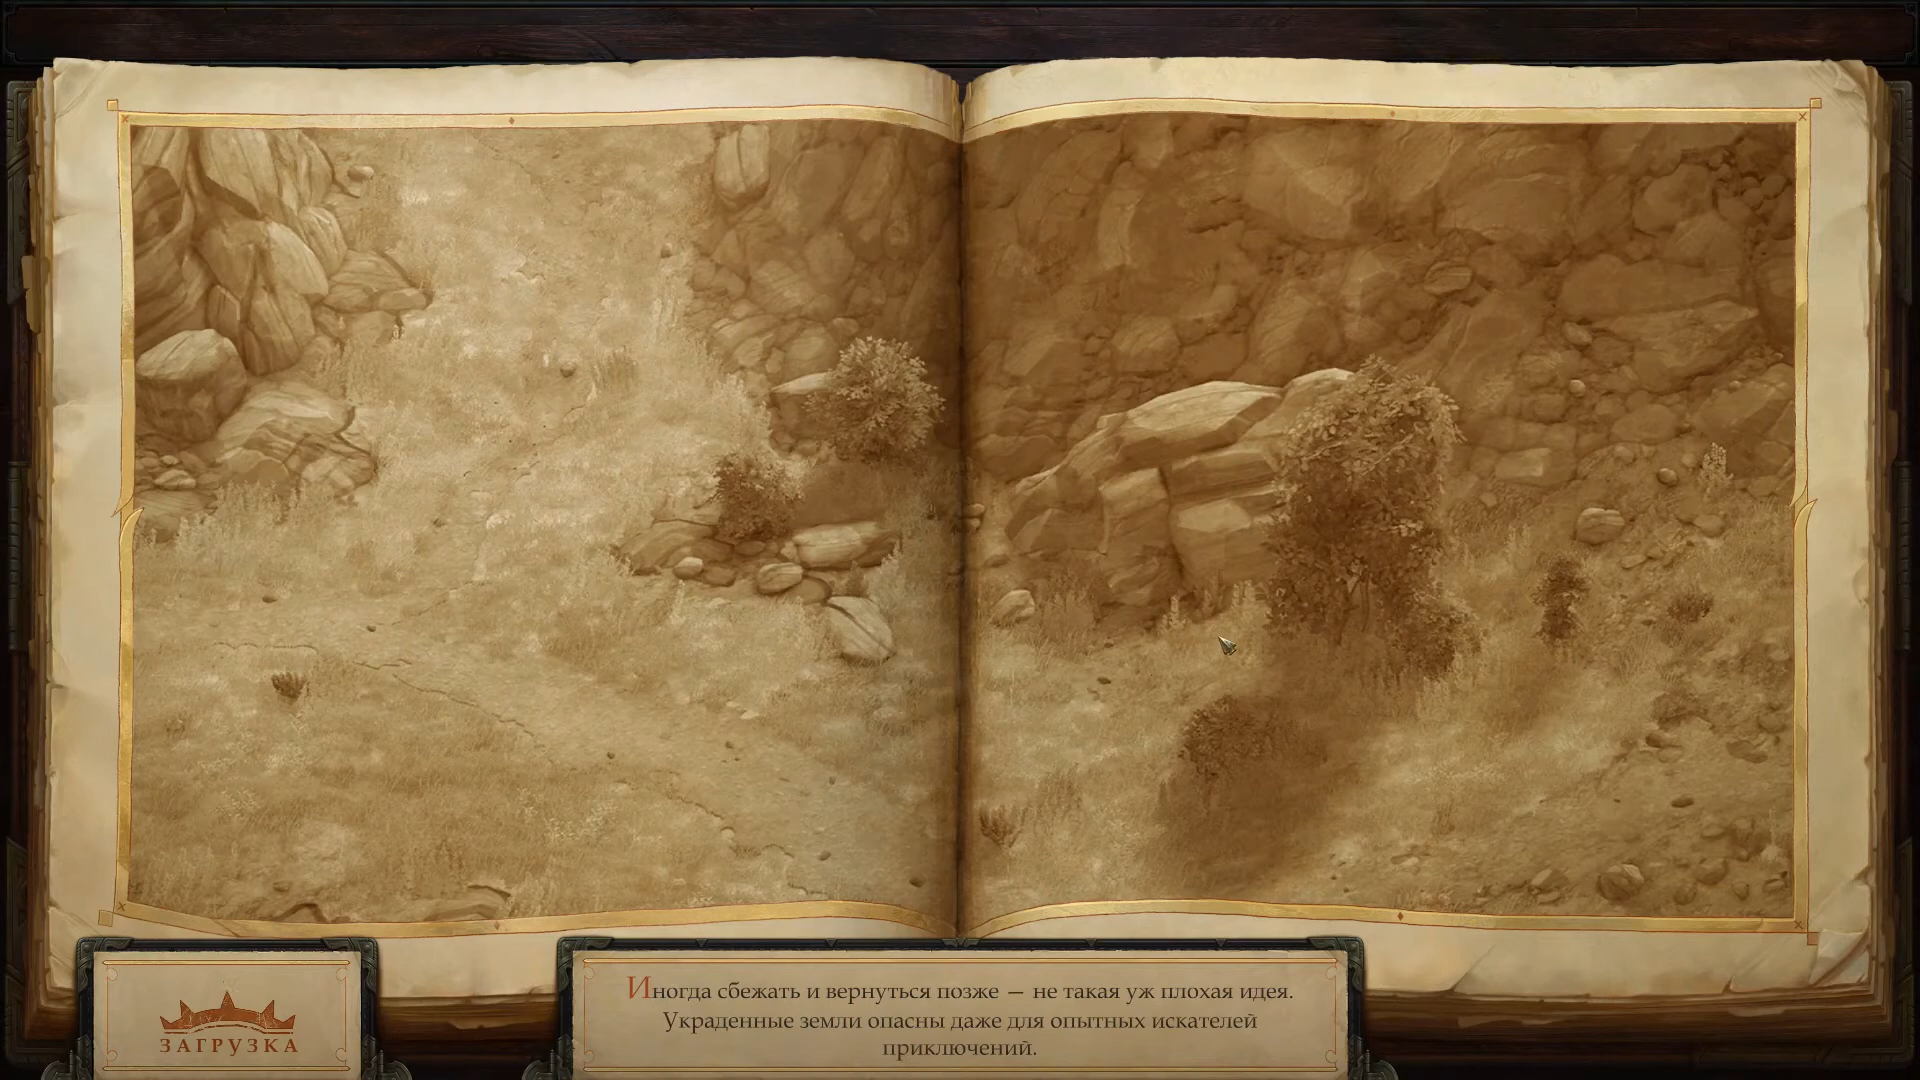 Иногда сбежать и вернуться позже — не такая уж плохая идея.
Украденные земли опасны даже для опытных искателей
приключений.
ЗАГРУЗКА